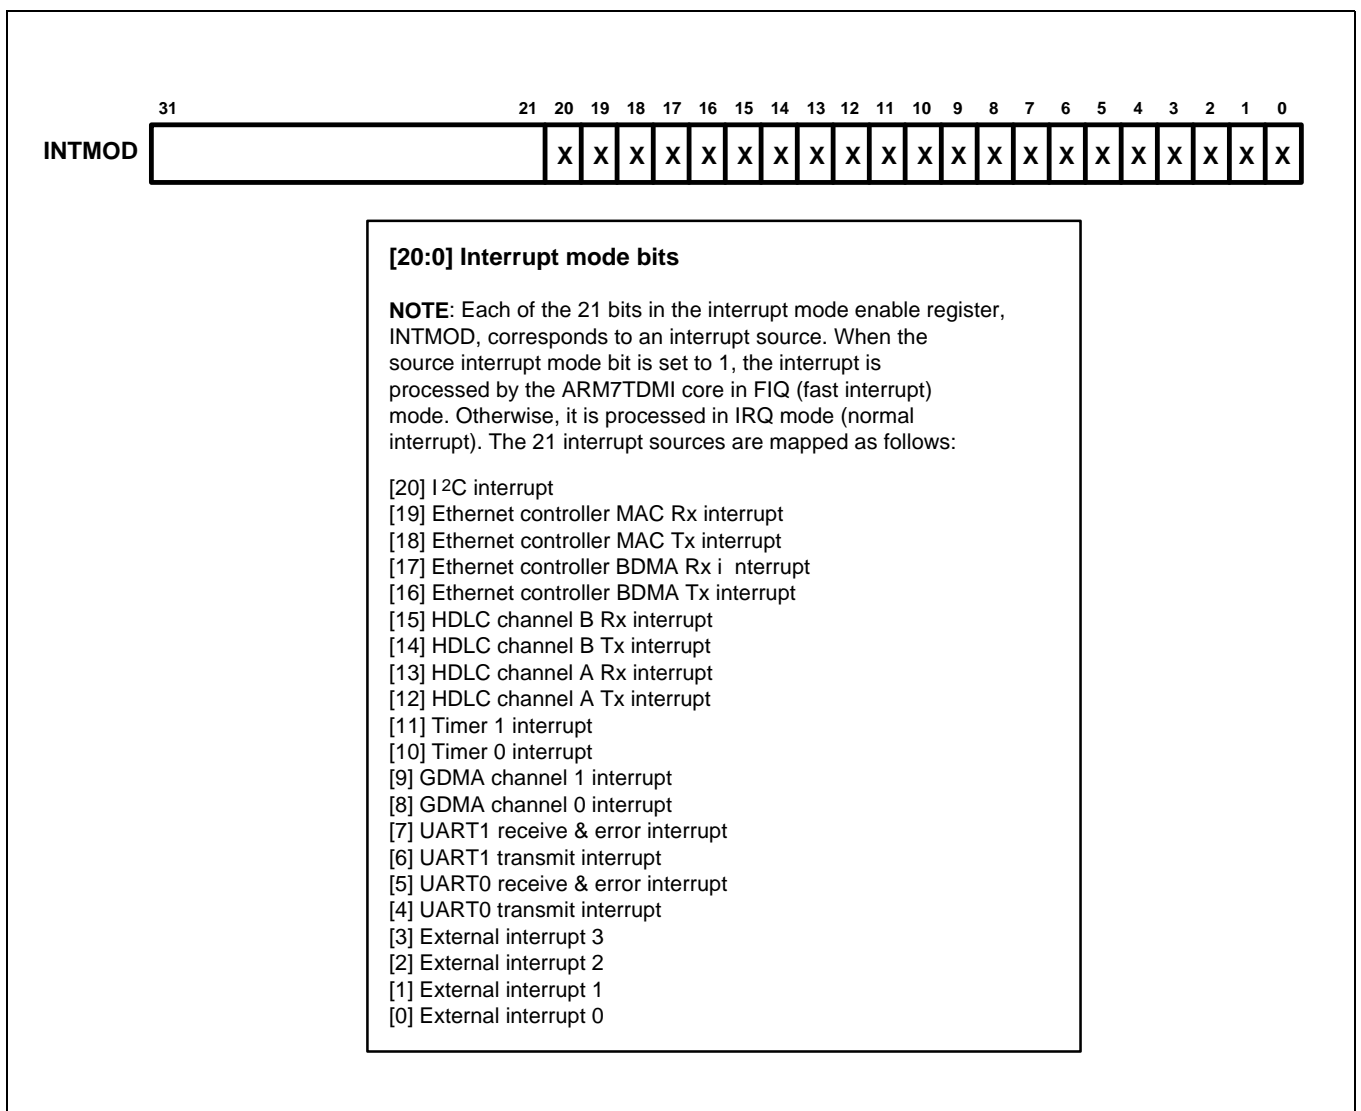 31 21 20 19 18 17 16 15 14 13 12 11 10 9 8 7 6 5 4 3 2 1 0
INTMOD X X X X X X X X X X X X X X X X X X X X X
[20:0] Interrupt mode bits
NOTE: Each of the 21 bits in the interrupt mode enable register,
INTMOD, corresponds to an interrupt source. When the
source interrupt mode bit is set to 1, the interrupt is
processed by the ARM7TDMI core in FIQ (fast interrupt)
mode. Otherwise, it is processed in IRQ mode (normal
interrupt). The 21 interrupt sources are mapped as follows:
[20] I 2C interrupt
[19] Ethernet controller MAC Rx interrupt
[18] Ethernet controller MAC Tx interrupt
[17] Ethernet controller BDMA Rx i nterrupt
[16] Ethernet controller BDMA Tx interrupt
[15] HDLC channel B Rx interrupt
[14] HDLC channel B Tx interrupt
[13] HDLC channel A Rx interrupt
[12] HDLC channel A Tx interrupt
[11] Timer 1 interrupt
[10] Timer 0 interrupt
[9] GDMA channel 1 interrupt
[8] GDMA channel 0 interrupt
[7] UART1 receive & error interrupt
[6] UART1 transmit interrupt
[5] UART0 receive & error interrupt
[4] UART0 transmit interrupt
[3] External interrupt 3
[2] External interrupt 2
[1] External interrupt 1
[0] External interrupt 0